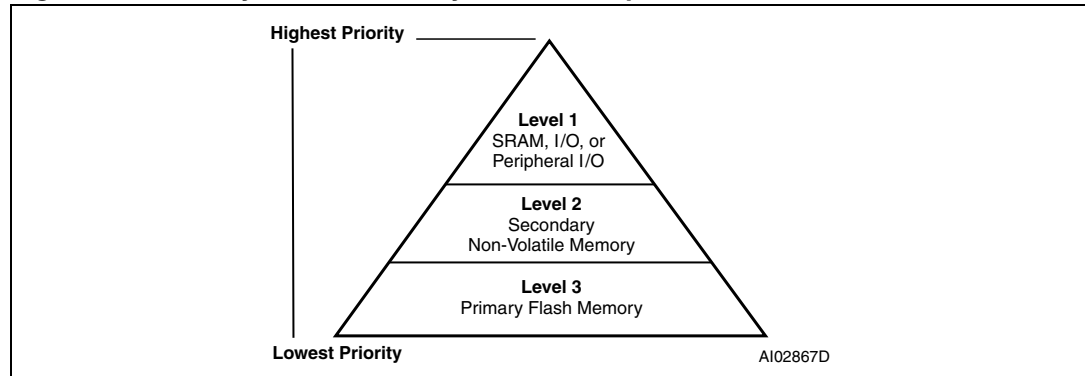 Highest Priority
Level 1
SRAM, I/O, or
Peripheral I/O
Level 2
Secondary
Non-Volatile Memory
Level 3
Primary Flash Memory
Lowest Priority
AI02867D